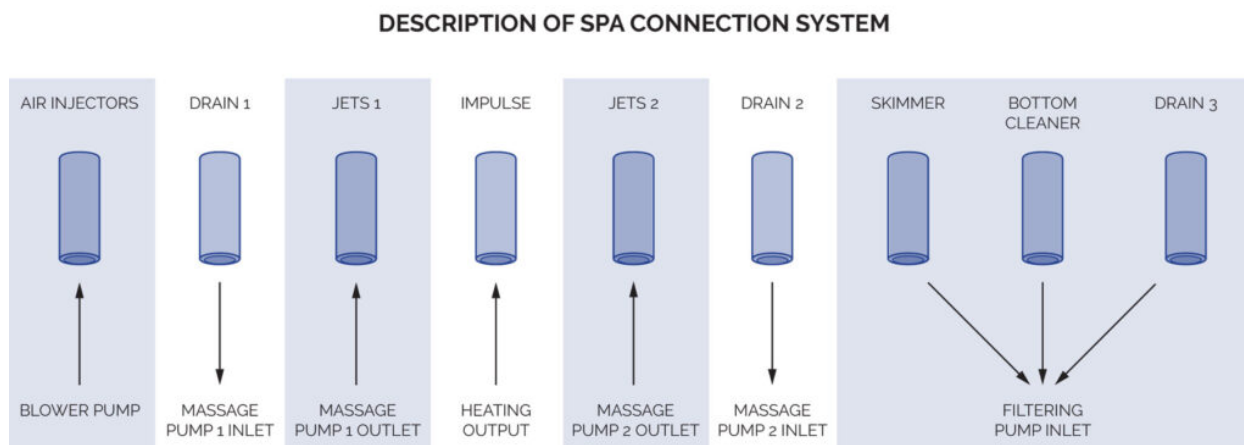 DESCRIPTION OF SPA CONNECTION SYSTEM
AIR INJECTORS
DRAIN 1
JETS 1
IMPULSE
JETS 2
DRAIN 2
SKIMMER
BOTTOM
CLEANER
DRAIN 3
BLOWER PUMP
MASSAGE
PUMP 1 INLET
MASSAGE
PUMP 1 OUTLET
HEATING
OUTPUT
MASSAGE
PUMP 2 OUTLET
MASSAGE
PUMP 2 INLET
FILTERING
PUMP INLET